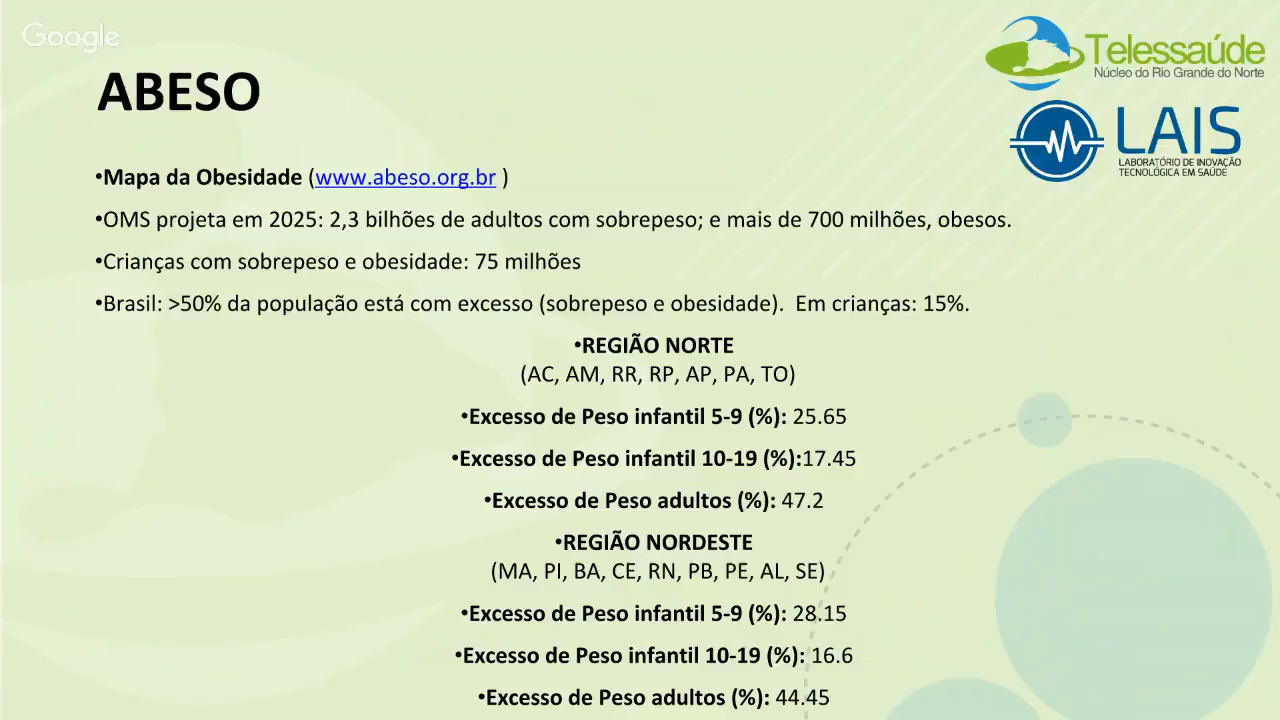 Google
Telessaúde
Núcleo do Rio Grande do Norte
ABESO
LAIS
LABORATÓRIO DE INOVAÇÃO
TECNOLÓGICA EM SAÚDE
•Mapa da Obesidade (www.abeso.org.br )
•OMS projeta em 2025: 2,3 bilhões de adultos com sobrepeso; e mais de 700 milhões, obesos.
•Crianças com sobrepeso e obesidade: 75 milhões
•Brasil: >50% da população está com excesso (sobrepeso e obesidade).  Em crianças: 15%.
•REGIÃO NORTE
(AC, AM, RR, RP, AP, PA, TO)
•Excesso de Peso infantil 5-9 (%): 25.65
•Excesso de Peso infantil 10-19 (%):17.45
•Excesso de Peso adultos (%): 47.2
•REGIÃO NORDESTE
(MA, PI, BA, CE, RN, PB, PE, AL, SE)
•Excesso de Peso infantil 5-9 (%): 28.15
•Excesso de Peso infantil 10-19 (%): 16.6
•Excesso de Peso adultos (%): 44.45